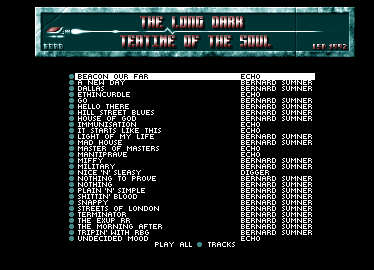 THE LONG DARK
TEATIME OF THE SOUL
LSD 1992
BEACON OUR FAR ECHO
A NEW DAY BERNARD SUMNER
DALLAS BERNARD SUMNER
ETHINCURDLE ECHO
GO BERNARD SUMNER
HELLO THERE BERNARD SUMNER
HILL STREET BLUES BERNARD SUMNER
HOUSE OF GOD BERNARD SUMNER
IMMUNISATION ECHO
IT STARTS LIKE THIS ECHO
LIGHT OF MY LIFE BERNARD SUMNER
MAD HOUSE BERNARD SUMNER
MASTER OF MASTERS ECHO
MANTIPRAVE ECHO
MIFFY BERNARD SUMNER
MILITARY BERNARD SUMNER
NICE 'N' SLEASY DIGGER
NOTHING TO PROVE BERNARD SUMNER
NOTHING BERNARD SUMNER
PLAIN 'N' SIMPLE BERNARD SUMNER
SHITTIN' BLOOD BERNARD SUMNER
SNAPPY BERNARD SUMNER
STREETS OF LONDON BERNARD SUMNER
TERMINATOR BERNARD SUMNER
THE EXUP RR BERNARD SUMNER
THE MORNING AFTER BERNARD SUMNER
TRIPIN' WITH RBG BERNARD SUMNER
UNDECIDED MOOD ECHO
PLAY ALL TRACKS